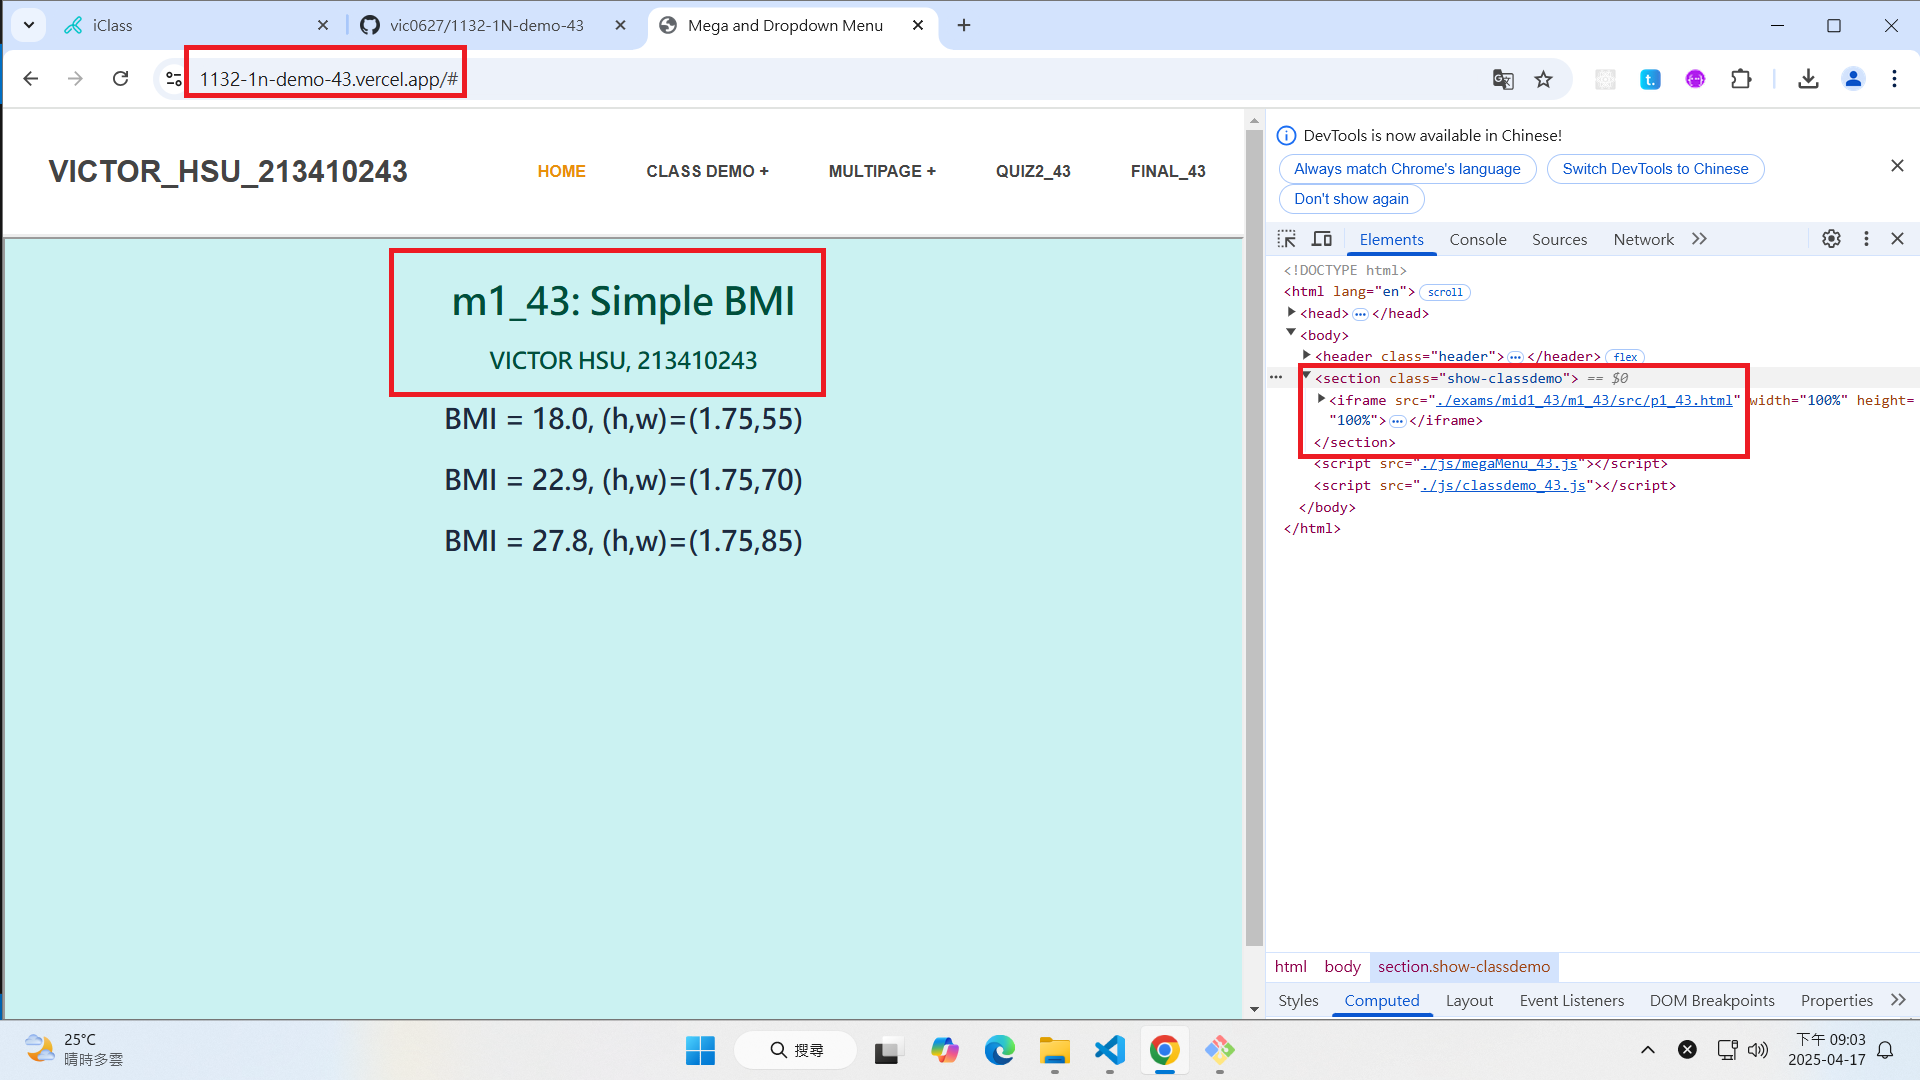 iClass
vic0627/1132-1N-demo-43
Mega and Dropdown Menu
1132-1n-demo-43.vercel.app/#
VICTOR_HSU_213410243
HOME
CLASS DEMO +
MULTIPAGE +
QUIZ2_43
FINAL_43
m1_43: Simple BMI
VICTOR HSU, 213410243
BMI = 18.0, (h,w)=(1.75,55)
BMI = 22.9, (h,w)=(1.75,70)
BMI = 27.8, (h,w)=(1.75,85)
DevTools is now available in Chinese!
Always match Chrome's language
Switch DevTools to Chinese
Don't show again
Elements
Console
Sources
Network
<!DOCTYPE html>
<html lang="en"> scroll
<head> ••• </head>
<body>
<header class="header"> ••• </header> flex
<section class="show-classdemo"> == $0
<iframe src="./exams/mid1_43/m1_43/src/p1_43.html" width="100%" height=
"100%"> ••• </iframe>
</section>
<script src="./js/megaMenu_43.js"></script>
<script src="./js/classdemo_43.js"></script>
</body>
</html>
html body section.show-classdemo
Styles
Computed
Layout
Event Listeners
DOM Breakpoints
Properties
25°C
晴時多雲
搜尋
下午 09:03
2025-04-17